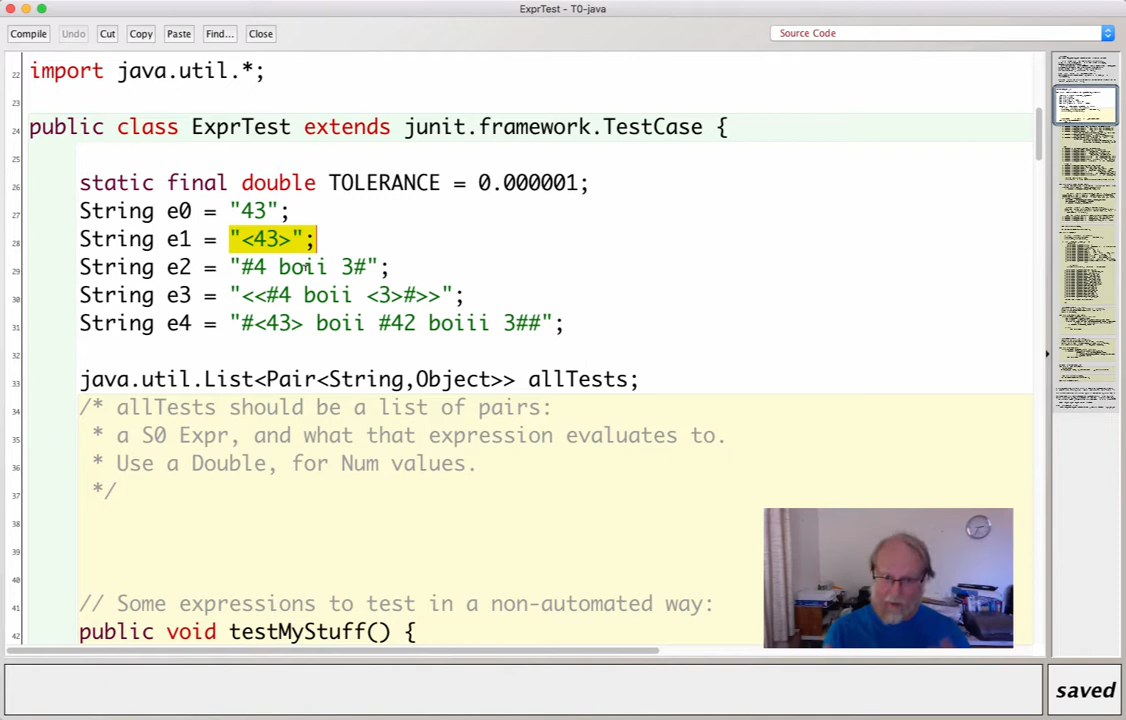 ExprTest - T0-java
Compile Undo Cut Copy Paste Find... Close Source Code
22 import java.util.*;
23
24 public class ExprTest extends junit.framework.TestCase {
25
26 static final double TOLERANCE = 0.000001;
27 String e0 = "43";
28 String e1 = "<43>";
29 String e2 = "#4 boii 3#";
30 String e3 = "<<#4 boii <3>#>>";
31 String e4 = "#<43> boii #42 boiii 3##";
32
33 java.util.List<Pair<String,Object>> allTests;
34 /* allTests should be a list of pairs:
35 * a S0 Expr, and what that expression evaluates to.
36 * Use a Double, for Num values.
37 */
38
39
40
41 // Some expressions to test in a non-automated way:
42 public void testMyStuff() {
saved